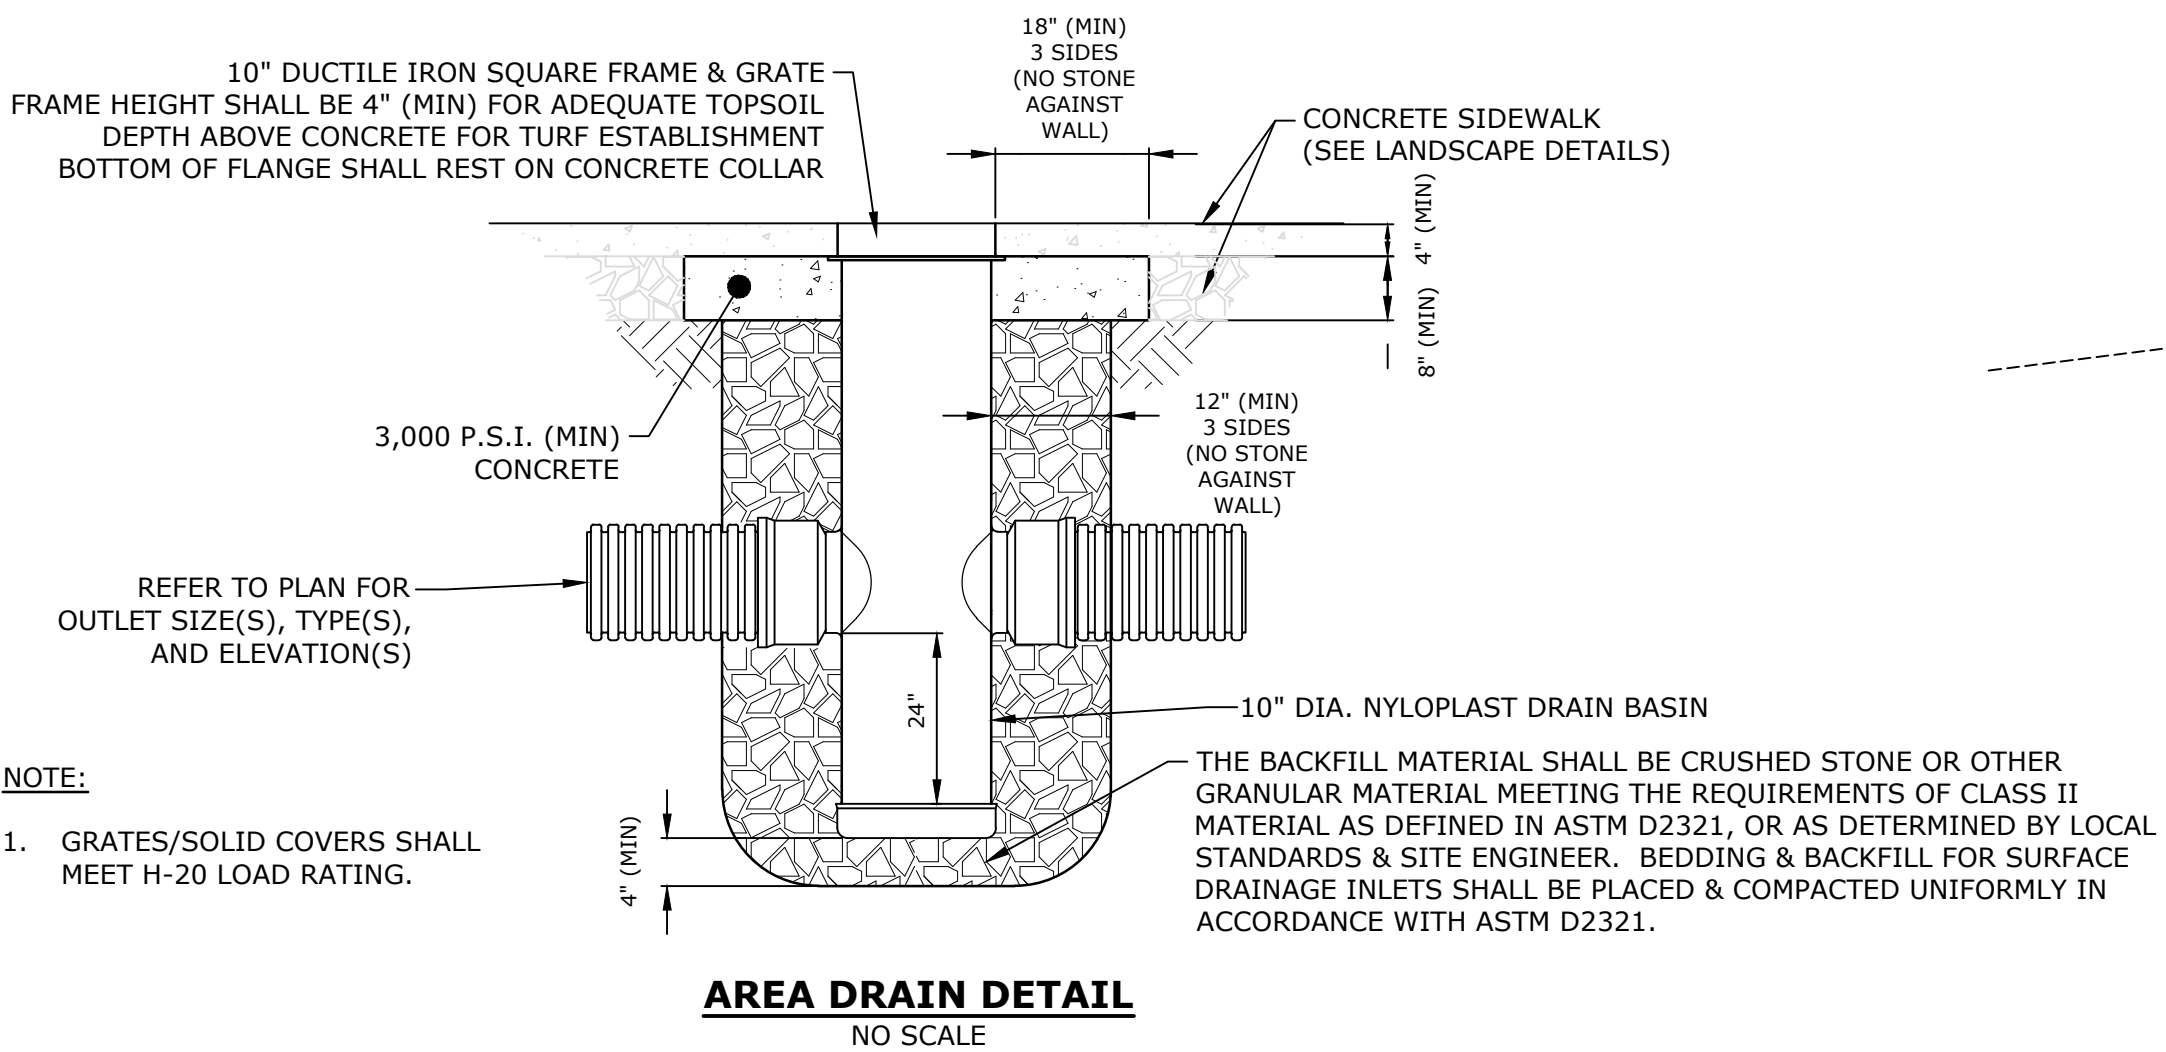 18" (MIN)
3 SIDES
(NO STONE
AGAINST
WALL)
10" DUCTILE IRON SQUARE FRAME & GRATE
FRAME HEIGHT SHALL BE 4" (MIN) FOR ADEQUATE TOPSOIL
DEPTH ABOVE CONCRETE FOR TURF ESTABLISHMENT
BOTTOM OF FLANGE SHALL REST ON CONCRETE COLLAR
CONCRETE SIDEWALK
(SEE LANDSCAPE DETAILS)
4" (MIN)
8" (MIN)
12" (MIN)
3 SIDES
(NO STONE
AGAINST
WALL)
3,000 P.S.I. (MIN)
CONCRETE
REFER TO PLAN FOR
OUTLET SIZE(S), TYPE(S),
AND ELEVATION(S)
24"
10" DIA. NYLOPLAST DRAIN BASIN
THE BACKFILL MATERIAL SHALL BE CRUSHED STONE OR OTHER
GRANULAR MATERIAL MEETING THE REQUIREMENTS OF CLASS II
MATERIAL AS DEFINED IN ASTM D2321, OR AS DETERMINED BY LOCAL
STANDARDS & SITE ENGINEER. BEDDING & BACKFILL FOR SURFACE
DRAINAGE INLETS SHALL BE PLACED & COMPACTED UNIFORMLY IN
ACCORDANCE WITH ASTM D2321.
NOTE:
1. GRATES/SOLID COVERS SHALL
MEET H-20 LOAD RATING.
4" (MIN)
AREA DRAIN DETAIL
NO SCALE